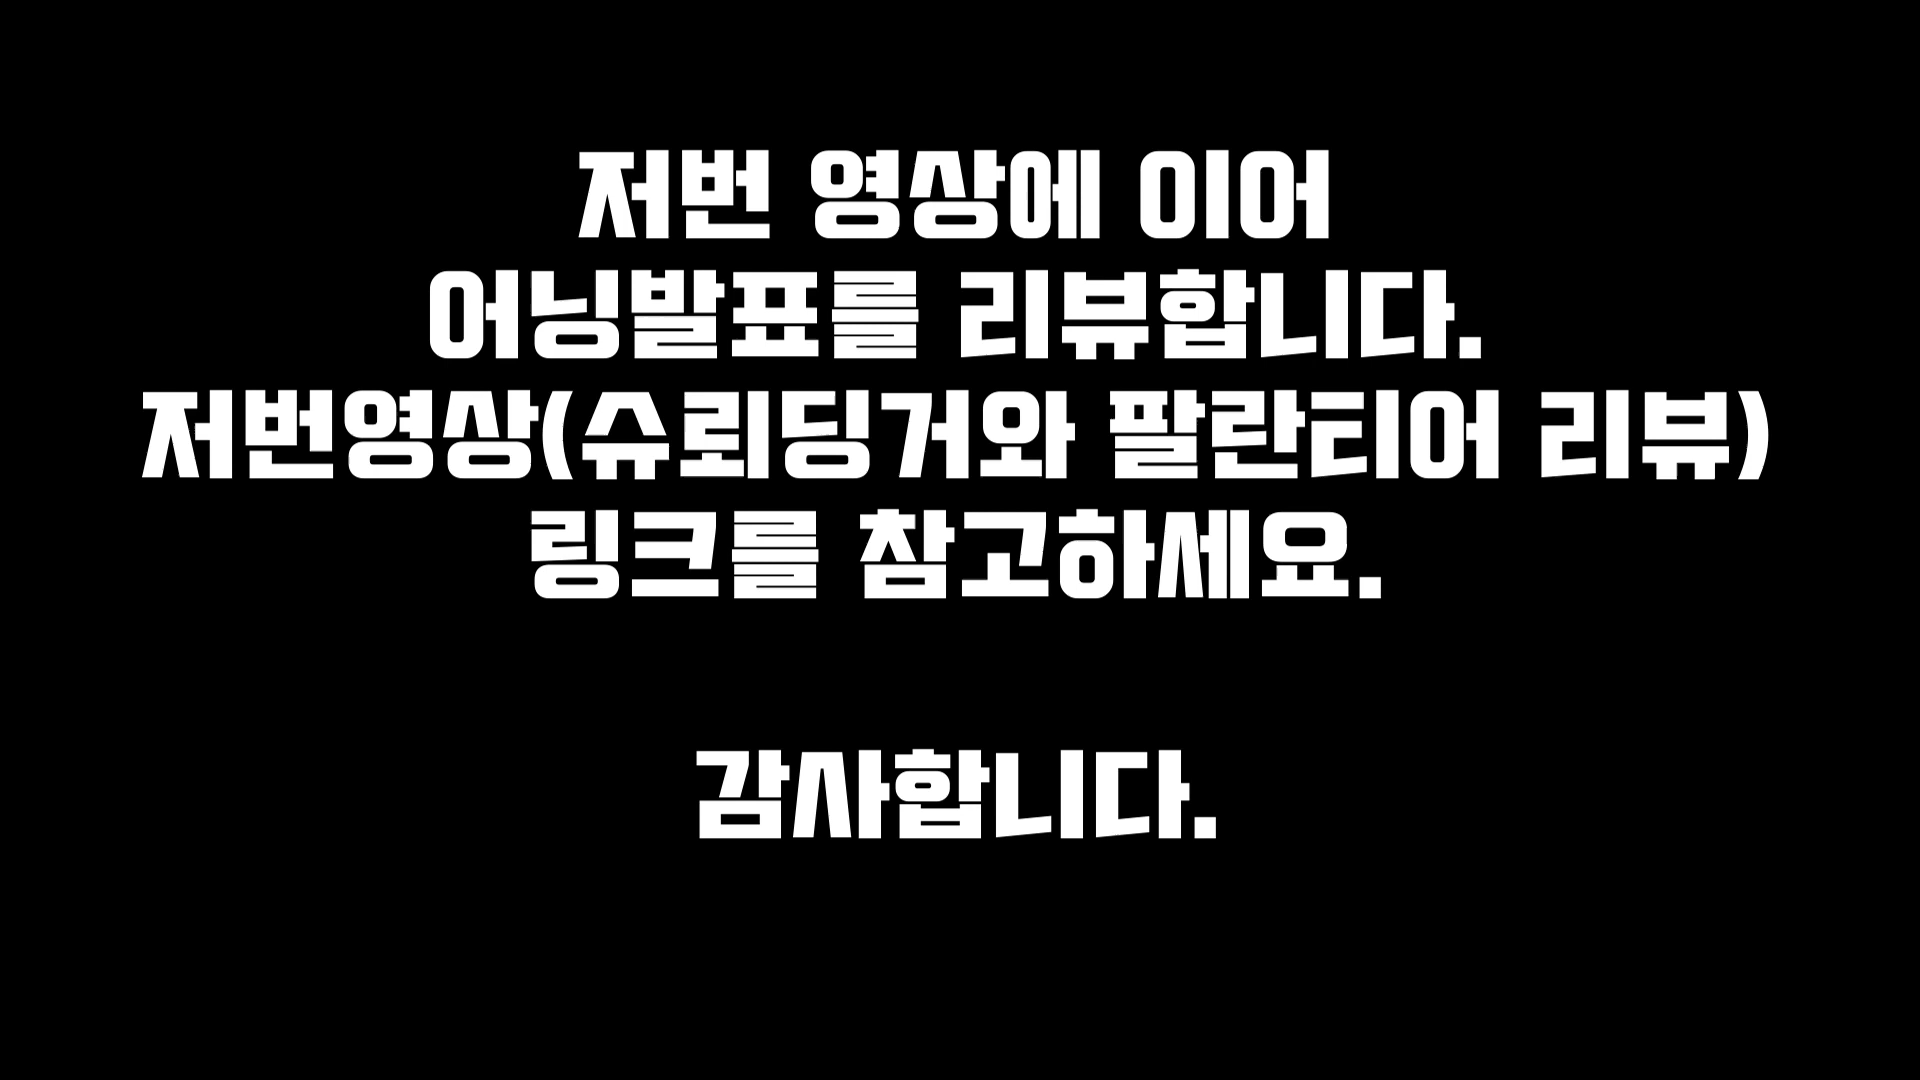 저번 영상에 이어
어닝발표를 리뷰합니다.
저번영상(슈뢰딩거와 팔란티어 리뷰)
링크를 참고하세요.
감사합니다.